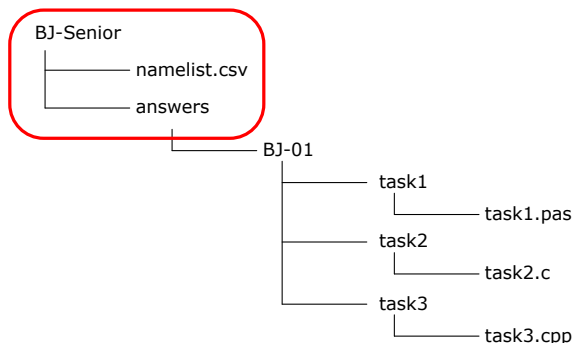 BJ-Senior
namelist.csv
answers
BJ-01
task1
task1.pas
task2
task2.c
task3
task3.cpp